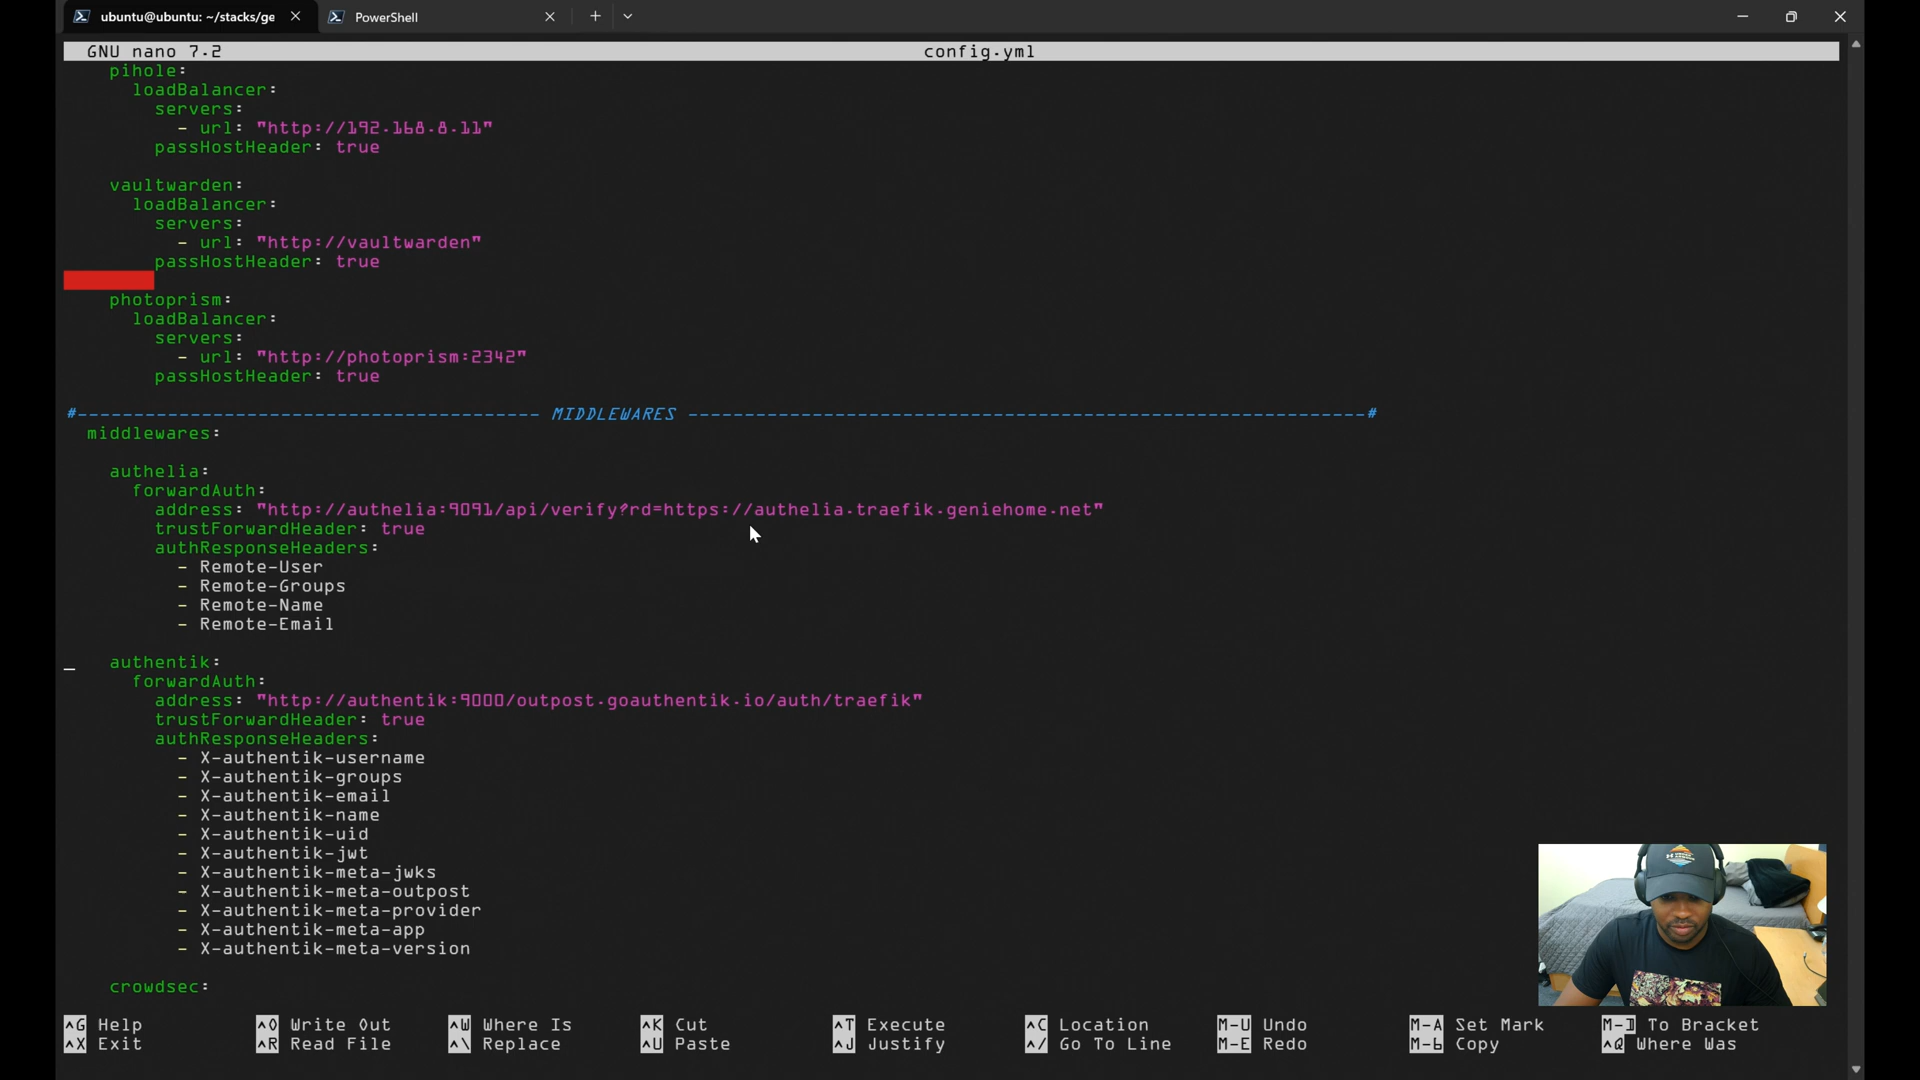 ubuntu@ubuntu: ~/stacks/ge
PowerShell
GNU nano 7.2 config.yml
pihole:
loadBalancer:
servers:
- url: "http://192.168.8.11"
passHostHeader: true
vaultwarden:
loadBalancer:
servers:
- url: "http://vaultwarden"
passHostHeader: true
photoprism:
loadBalancer:
servers:
- url: "http://photoprism:2342"
passHostHeader: true
#----------------------------------------- MIDDLEWARES ------------------------------------------------------------#
middlewares:
authelia:
forwardAuth:
address: "http://authelia:9091/api/verify?rd=https://authelia.traefik.geniehome.net"
trustForwardHeader: true
authResponseHeaders:
- Remote-User
- Remote-Groups
- Remote-Name
- Remote-Email
authentik:
forwardAuth:
address: "http://authentik:9000/outpost.goauthentik.io/auth/traefik"
trustForwardHeader: true
authResponseHeaders:
- X-authentik-username
- X-authentik-groups
- X-authentik-email
- X-authentik-name
- X-authentik-uid
- X-authentik-jwt
- X-authentik-meta-jwks
- X-authentik-meta-outpost
- X-authentik-meta-provider
- X-authentik-meta-app
- X-authentik-meta-version
crowdsec:
^G Help ^O Write Out ^W Where Is ^K Cut ^T Execute ^C Location M-U Undo M-A Set Mark M-] To Bracket
^X Exit ^R Read File ^\ Replace ^U Paste ^J Justify ^/ Go To Line M-E Redo M-6 Copy ^Q Where Was